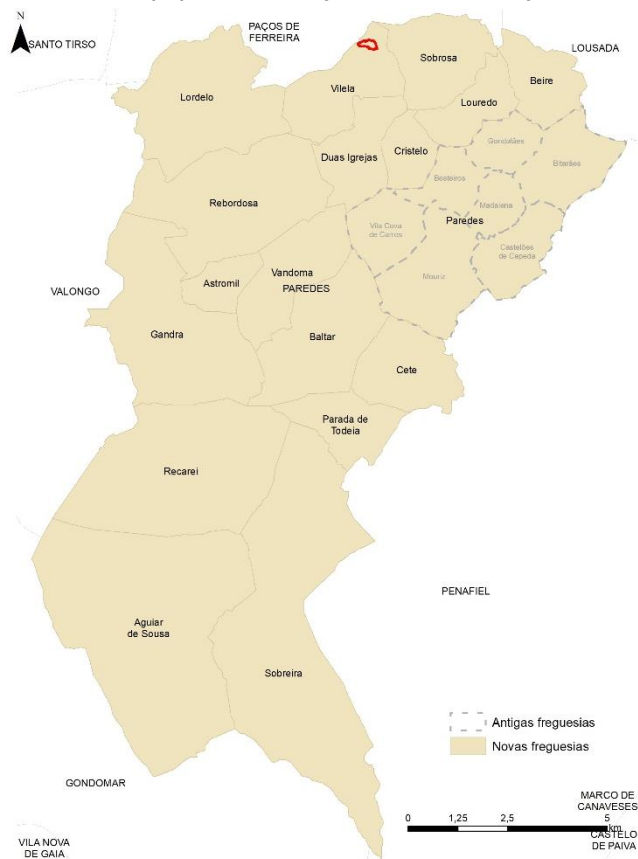 N
SANTO TIRSO
PAÇOS DE
FERREIRA
LOUSADA
Sobrosa
Beire
Vilela
Lordelo
Louredo
Gondalães
Duas Igrejas
Cristelo
Bitarães
Besteiros
Madalena
Rebordosa
Paredes
Vila Cova
de Carros
Castelões
de Cepeda
Vandoma
Mouriz
Astromil
PAREDES
VALONGO
Gandra
Baltar
Cete
Parada de
Todeia
Recarei
PENAFIEL
Aguiar
de Sousa
Sobreira
Antigas freguesias
Novas freguesias
GONDOMAR
MARCO DE
CANAVESES
0 1,25 2,5 5
km
CASTELO
DE PAIVA
VILA NOVA
DE GAIA